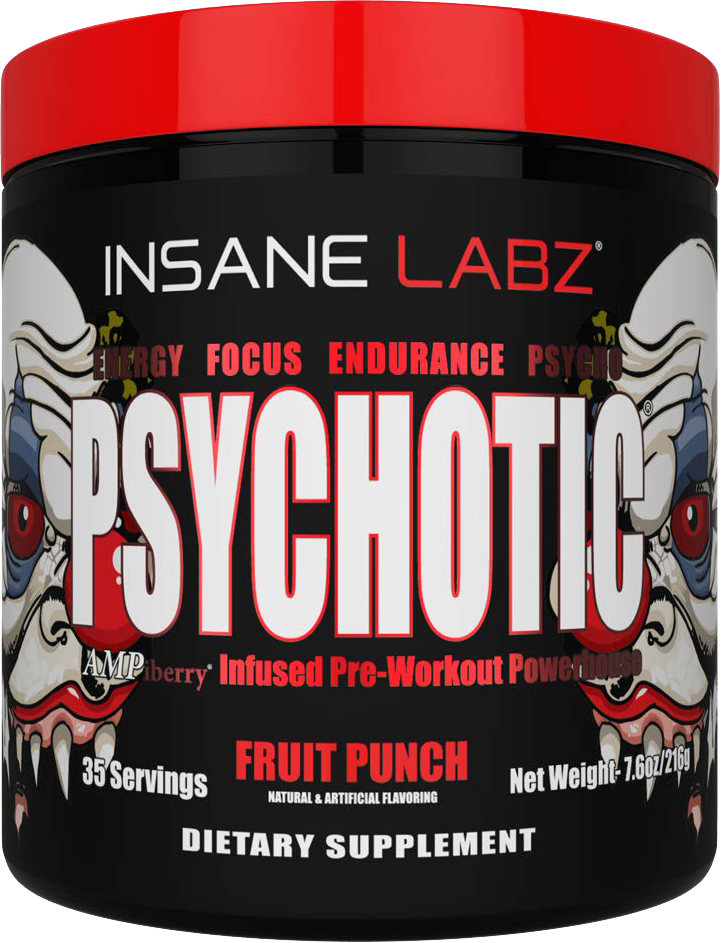 INSANE LABZ®
ENERGY FOCUS ENDURANCE PSYCHO
PSYCHOTIC®
AMPiberry® Infused Pre-Workout Powerhouse
35 Servings
FRUIT PUNCH
NATURAL & ARTIFICIAL FLAVORING
Net Weight- 7.6oz/216g
DIETARY SUPPLEMENT